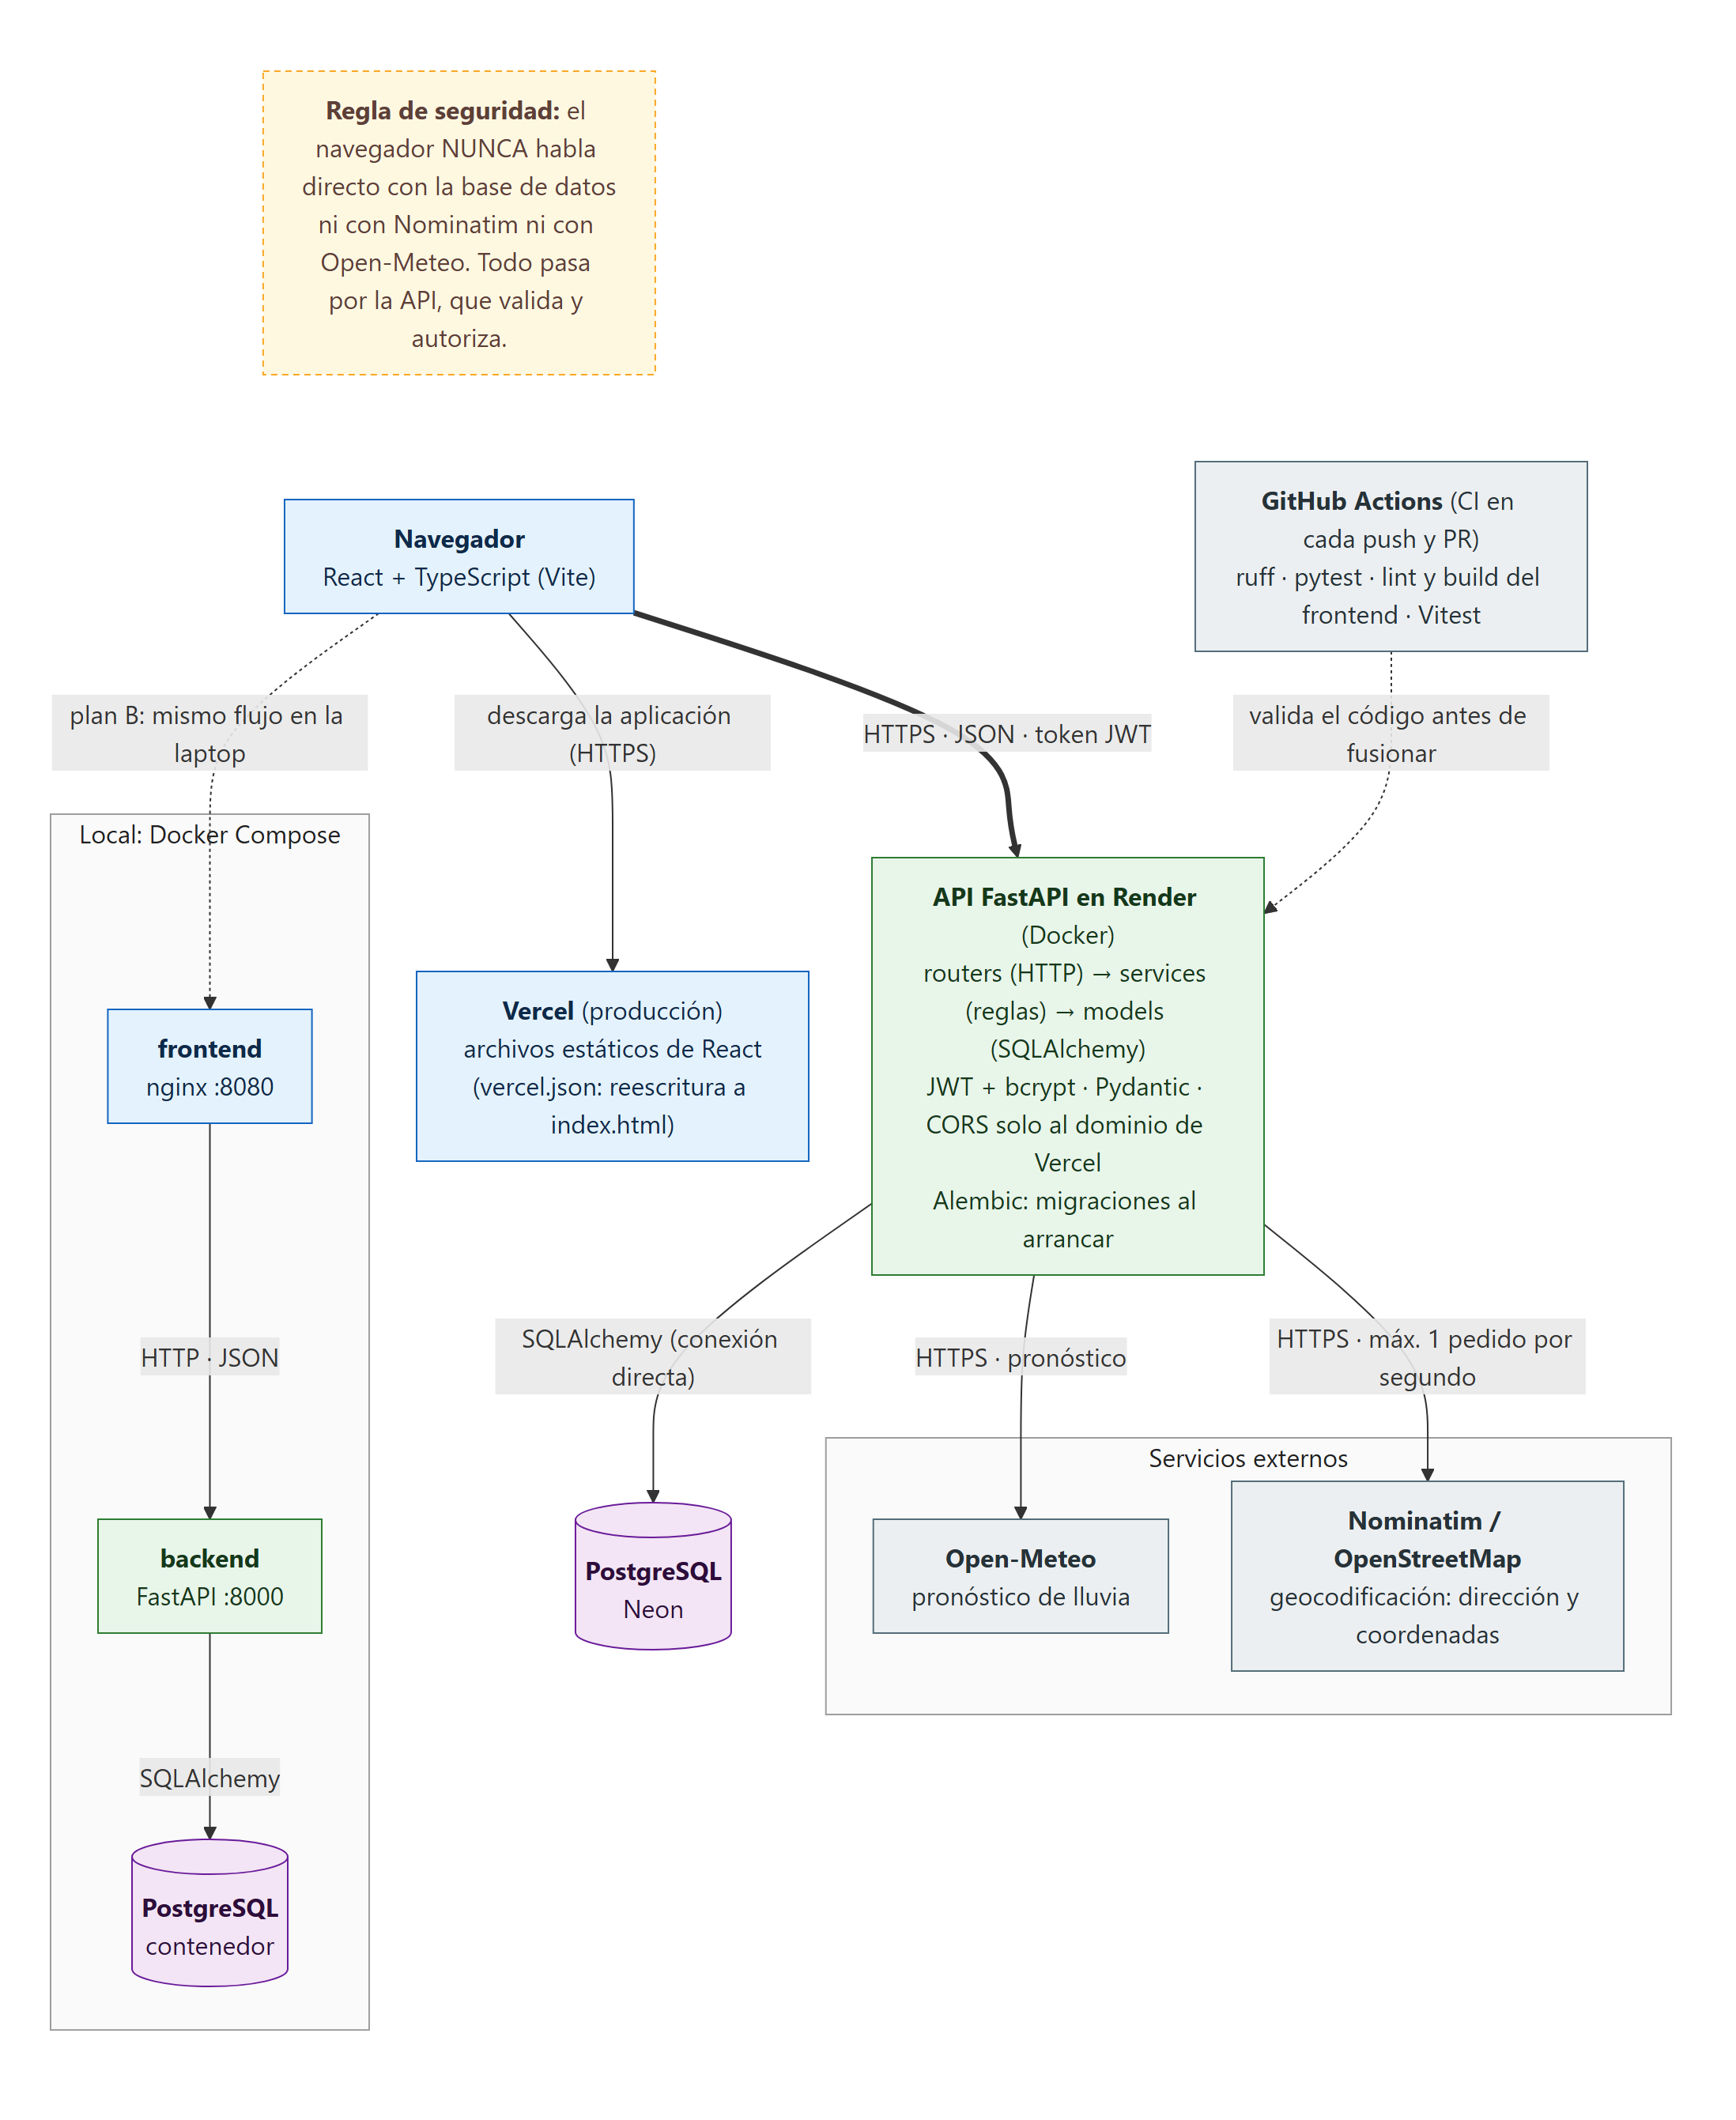 Regla de seguridad: el
navegador NUNCA habla
directo con la base de datos
ni con Nominatim ni con
Open-Meteo. Todo pasa
por la API, que valida y
autoriza.
Navegador
React + TypeScript (Vite)
GitHub Actions (CI en
cada push y PR)
ruff · pytest · lint y build del
frontend · Vitest
plan B: mismo flujo en la
laptop
descarga la aplicación
(HTTPS)
HTTPS · JSON · token JWT
valida el código antes de
fusionar
Local: Docker Compose
frontend
nginx :8080
Vercel (producción)
archivos estáticos de React
(vercel.json: reescritura a
index.html)
API FastAPI en Render
(Docker)
routers (HTTP) → services
(reglas) → models
(SQLAlchemy)
JWT + bcrypt · Pydantic ·
CORS solo al dominio de
Vercel
Alembic: migraciones al
arrancar
HTTP · JSON
SQLAlchemy (conexión
directa)
HTTPS · pronóstico
HTTPS · máx. 1 pedido por
segundo
Servicios externos
backend
FastAPI :8000
PostgreSQL
Neon
Open-Meteo
pronóstico de lluvia
Nominatim /
OpenStreetMap
geocodificación: dirección y
coordenadas
SQLAlchemy
PostgreSQL
contenedor